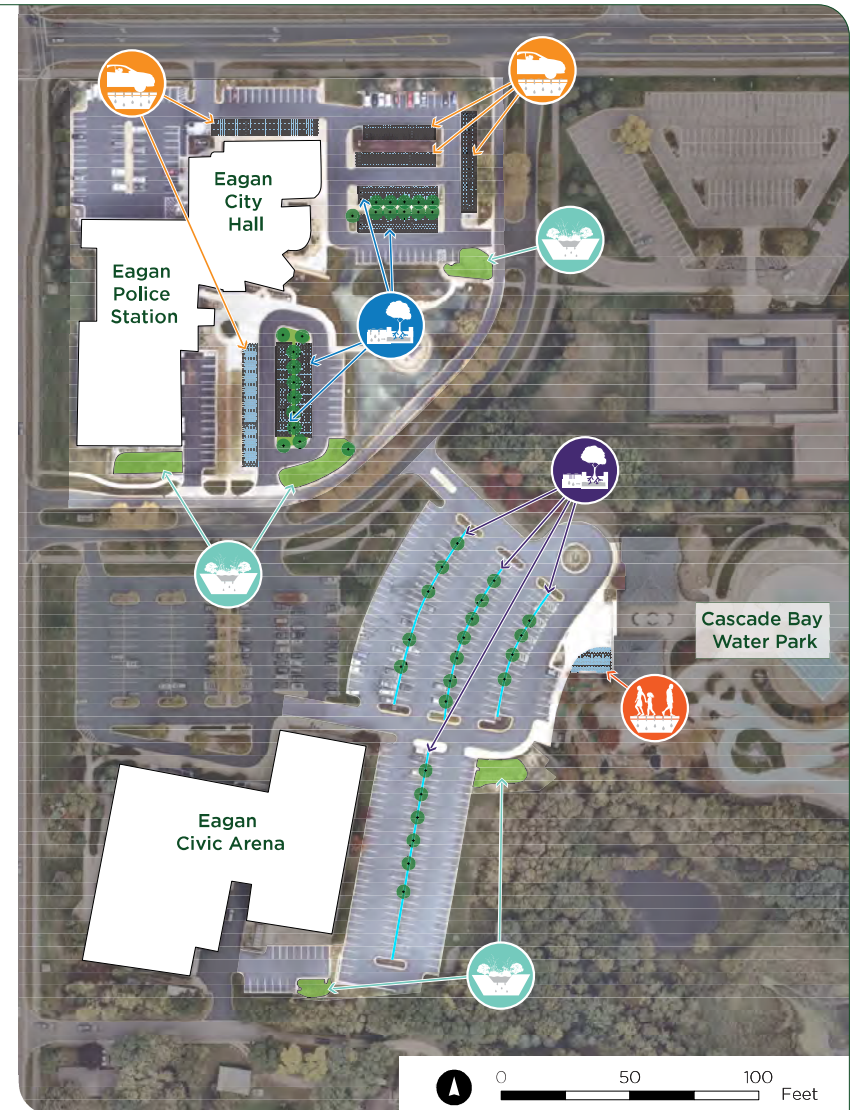 Eagan
City
Hall
Eagan
Police
Station
Cascade Bay
Water Park
Eagan
Civic Arena
0 50 100
Feet